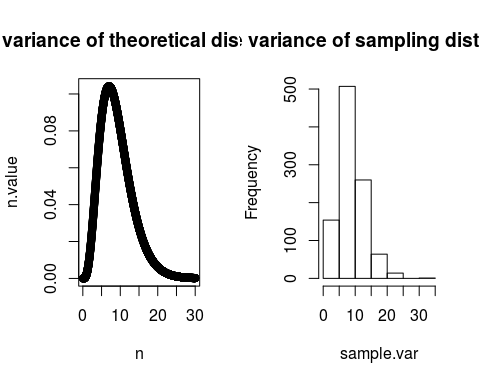 variance of theoretical dis
variance of sampling dist
n.value
0.00
0.04
0.08
0
10
20
30
n
Frequency
0
100
300
500
0
10
20
30
sample.var